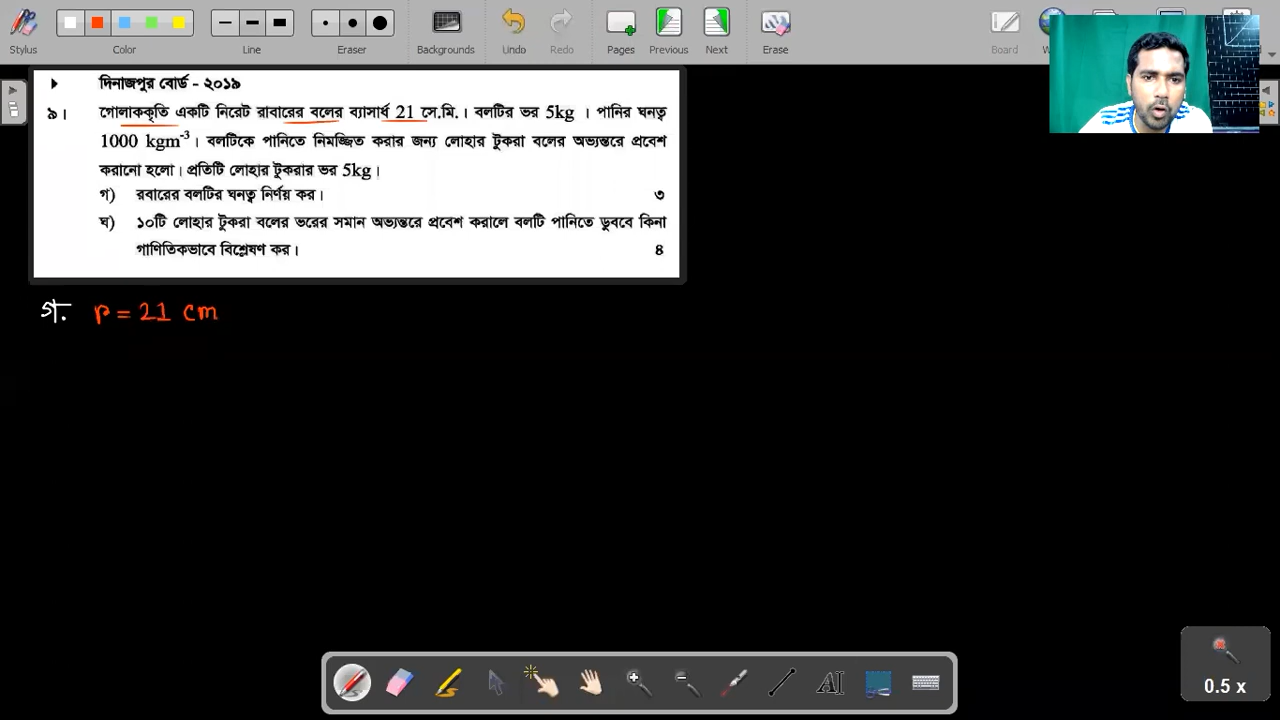 Stylus Color Line Eraser Backgrounds Undo Redo Pages Previous Next Erase Board
দিনাজপুর বোর্ড - ২০১৯
৯। গোলাককৃতি একটি নিরেট রাবারের বলের ব্যাসার্ধ 21 সে.মি.। বলটির ভর 5kg । পানির ঘনত্ব
1000 kgm⁻³। বলটিকে পানিতে নিমজ্জিত করার জন্য লোহার টুকরা বলের অভ্যন্তরে প্রবেশ
করানো হলো। প্রতিটি লোহার টুকরার ভর 5kg।
গ) রবারের বলটির ঘনত্ব নির্ণয় কর। ৩
ঘ) ১০টি লোহার টুকরা বলের ভরের সমান অভ্যন্তরে প্রবেশ করালে বলটি পানিতে ডুববে কিনা
গাণিতিকভাবে বিশ্লেষণ কর। ৪
গ. r = 21 cm
0.5 x